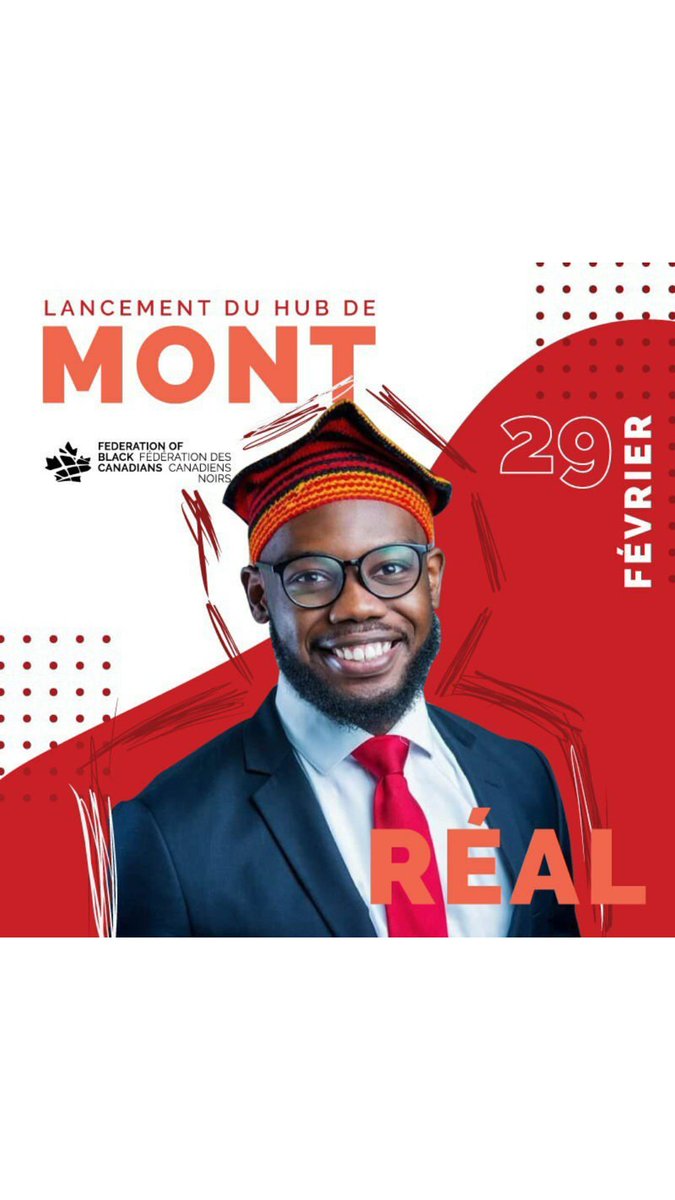 LANCEMENT DU HUB DE
MONT
FEDERATION OF
BLACK FÉDÉRATION DES
CANADIANS CANADIENS
NOIRS
29
FÉVRIER
RÉAL